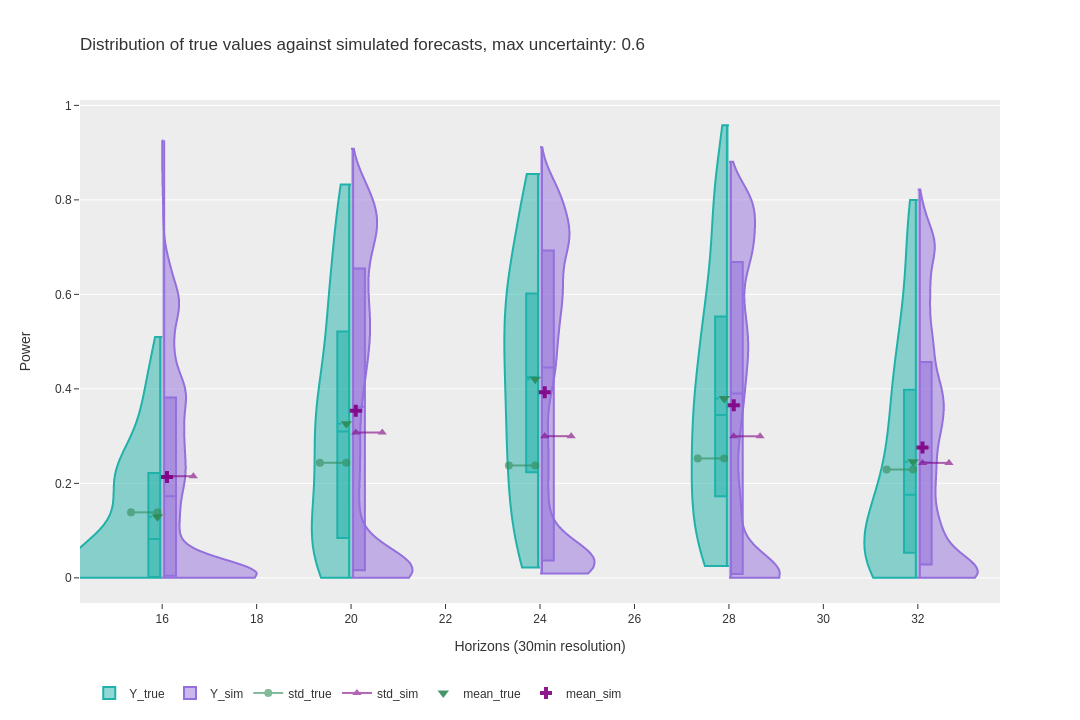 Distribution of true values against simulated forecasts, max uncertainty: 0.6
1
0.8
0.6
0.4
0.2
0
Power
16 18 20 22 24 26 28 30 32
Horizons (30min resolution)
Y_true Y_sim std_true std_sim mean_true mean_sim